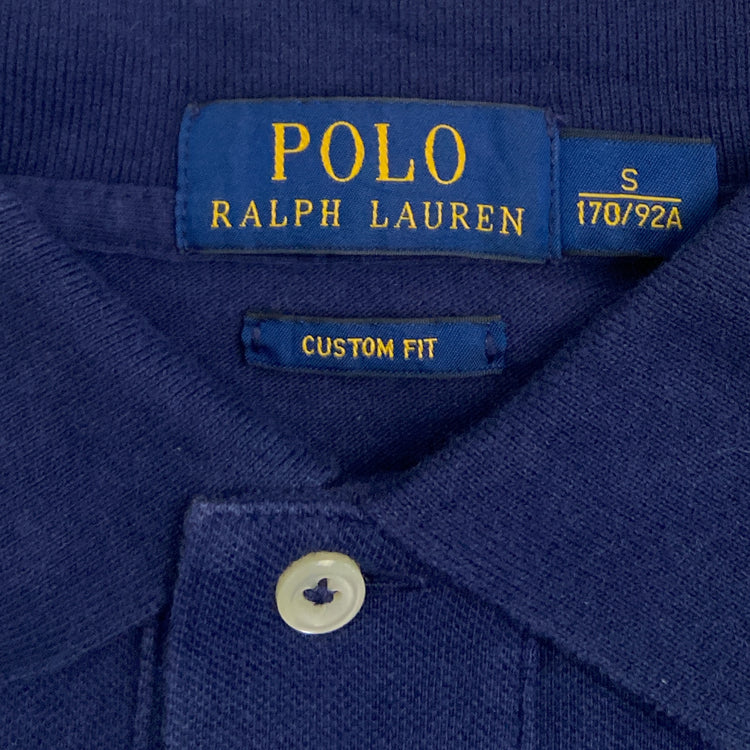 POLO
RALPH LAUREN
S
170/92A
CUSTOM FIT